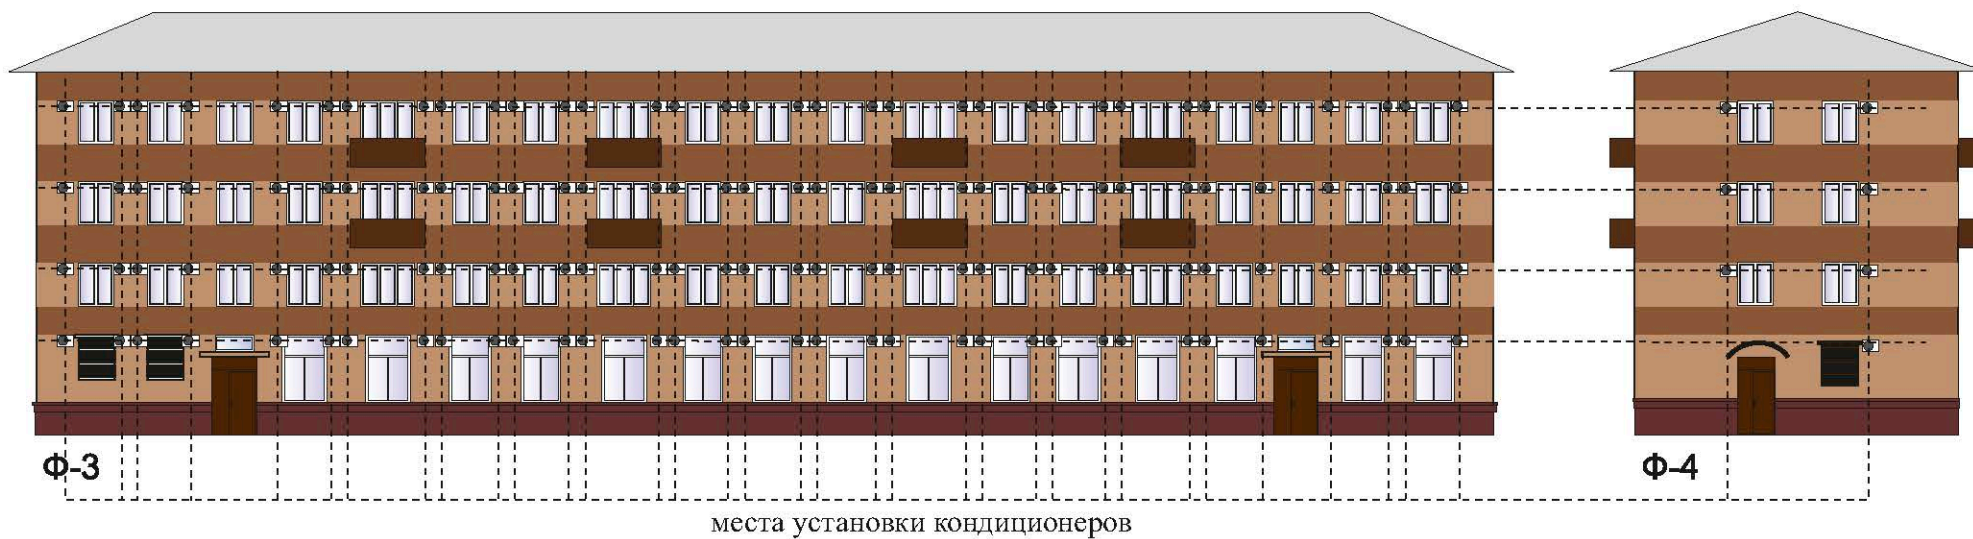 Ф-3
Ф-4
места установки кондиционеров